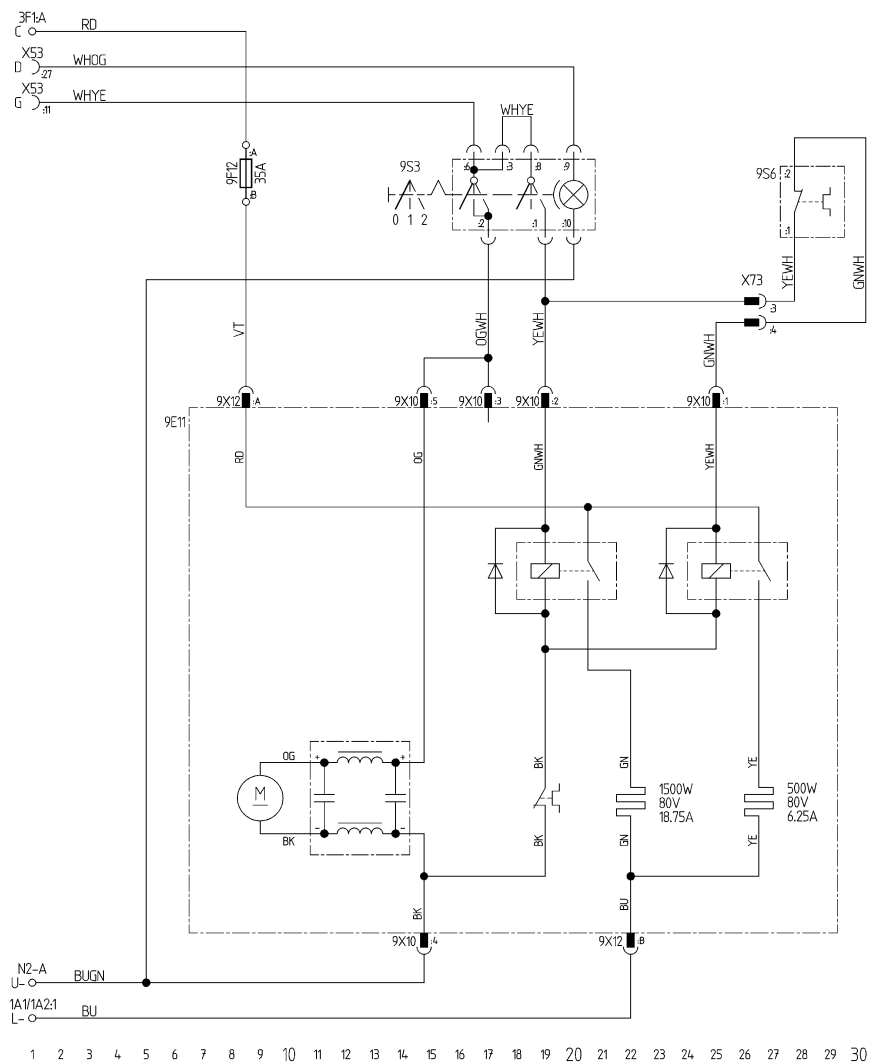 3F1:A
C
RD
X53
D
:27
WHOG
X53
G
:11
WHYE
WHYE
:A
9F12
35A
:B
9S3
0 1 2
:6
:3
:8
:9
:2
:1
:10
9S6
:2
:1
X73
:3
:4
YEWH
GNWH
VT
OGWH
YEWH
GNWH
9X12 :A
9X10 :5
9X10 :3
9X10 :2
9X10 :1
9E11
RD
OG
GNWH
YEWH
OG
+
+
M
BK
-
-
BK
BK
GN
GN
YE
YE
1500W
80V
18.75A
500W
80V
6.25A
BK
BU
9X10 :4
9X12 :B
N2-A
U-
BUGN
1A1/1A2:1
L-
BU
1 2 3 4 5 6 7 8 9 10 11 12 13 14 15 16 17 18 19 20 21 22 23 24 25 26 27 28 29 30